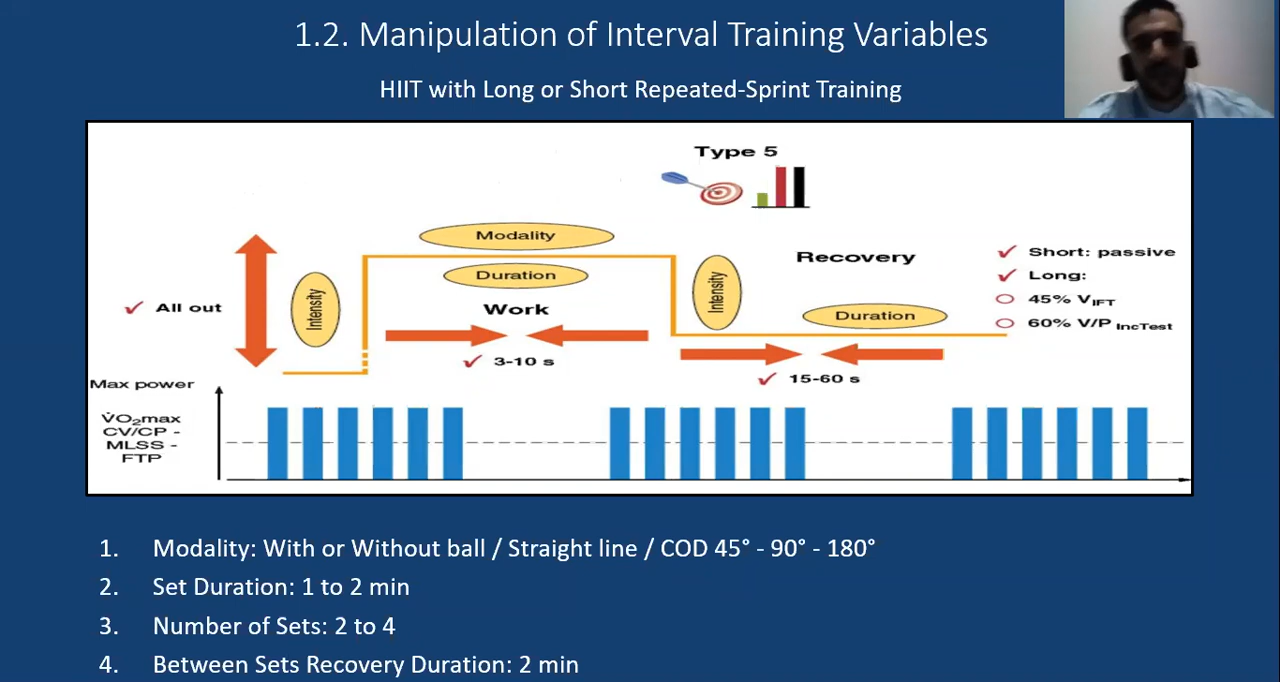 1.2. Manipulation of Interval Training Variables
HIIT with Long or Short Repeated-Sprint Training
Type 5
Modality
Duration
Work
3-10 s
Intensity
All out
Intensity
Recovery
Duration
15-60 s
Short: passive
Long:
45% VIFT
60% V/P IncTest
Max power
V̇O₂max
CV/CP -
MLSS -
FTP
1. Modality: With or Without ball / Straight line / COD 45° - 90° - 180°
2. Set Duration: 1 to 2 min
3. Number of Sets: 2 to 4
4. Between Sets Recovery Duration: 2 min